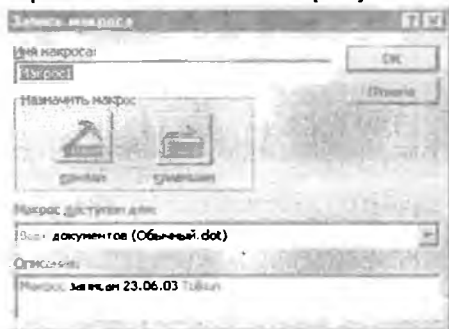 Запись макроса
Имя макроса:
Макрос1
OK
Отмена
Назначить макрос
панели
клавишам
Макрос доступен для:
Всех документов (Обычный.dot)
Описание:
Макрос записан 23.06.03